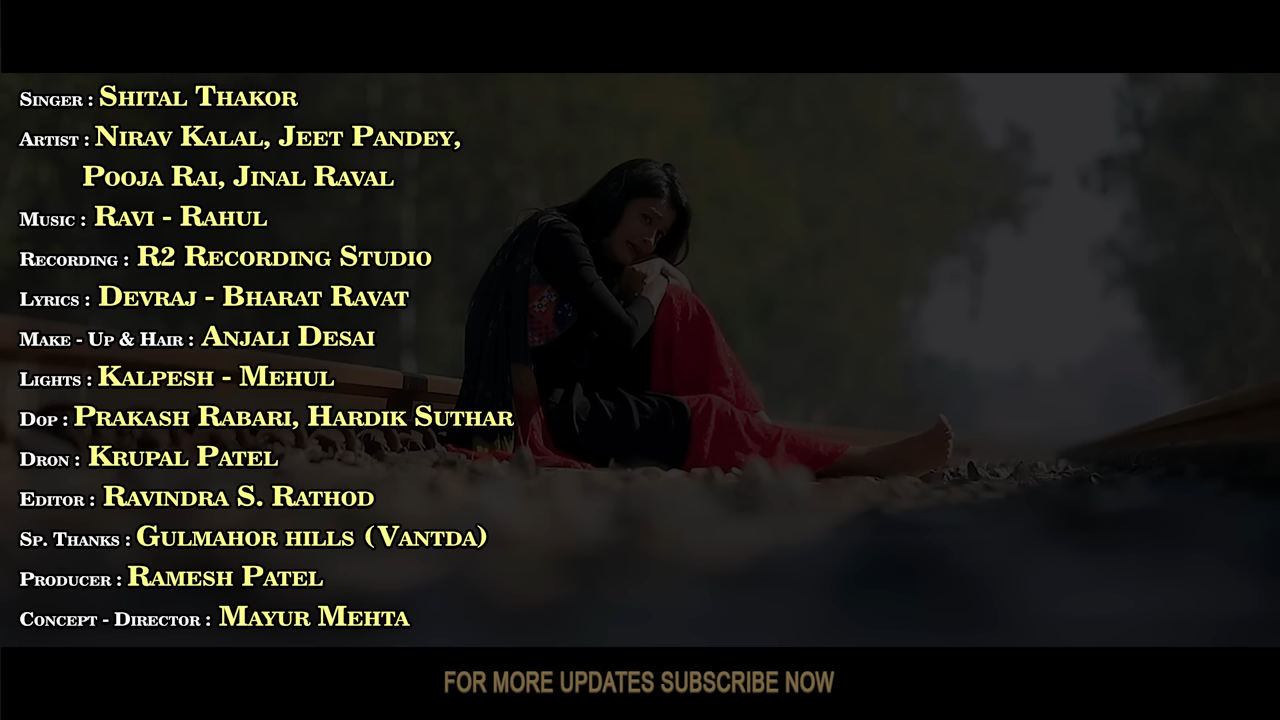 Singer : Shital Thakor
Artist : Nirav Kalal, Jeet Pandey,
Pooja Rai, Jinal Raval
Music : Ravi - Rahul
Recording : R2 Recording Studio
Lyrics : Devraj - Bharat Ravat
Make - Up & Hair : Anjali Desai
Lights : Kalpesh - Mehul
Dop : Prakash Rabari, Hardik Suthar
Dron : Krupal Patel
Editor : Ravindra S. Rathod
Sp. Thanks : Gulmahor hills (Vantda)
Producer : Ramesh Patel
Concept - Director : Mayur Mehta
FOR MORE UPDATES SUBSCRIBE NOW